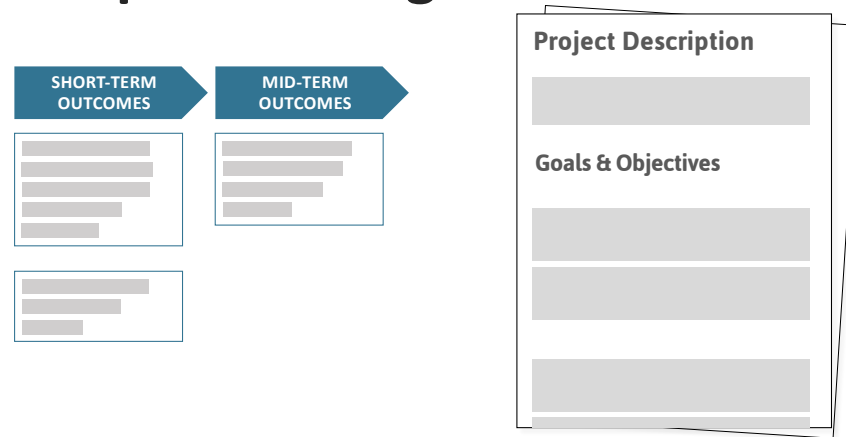 SHORT-TERM
OUTCOMES
MID-TERM
OUTCOMES
Project Description
Goals & Objectives